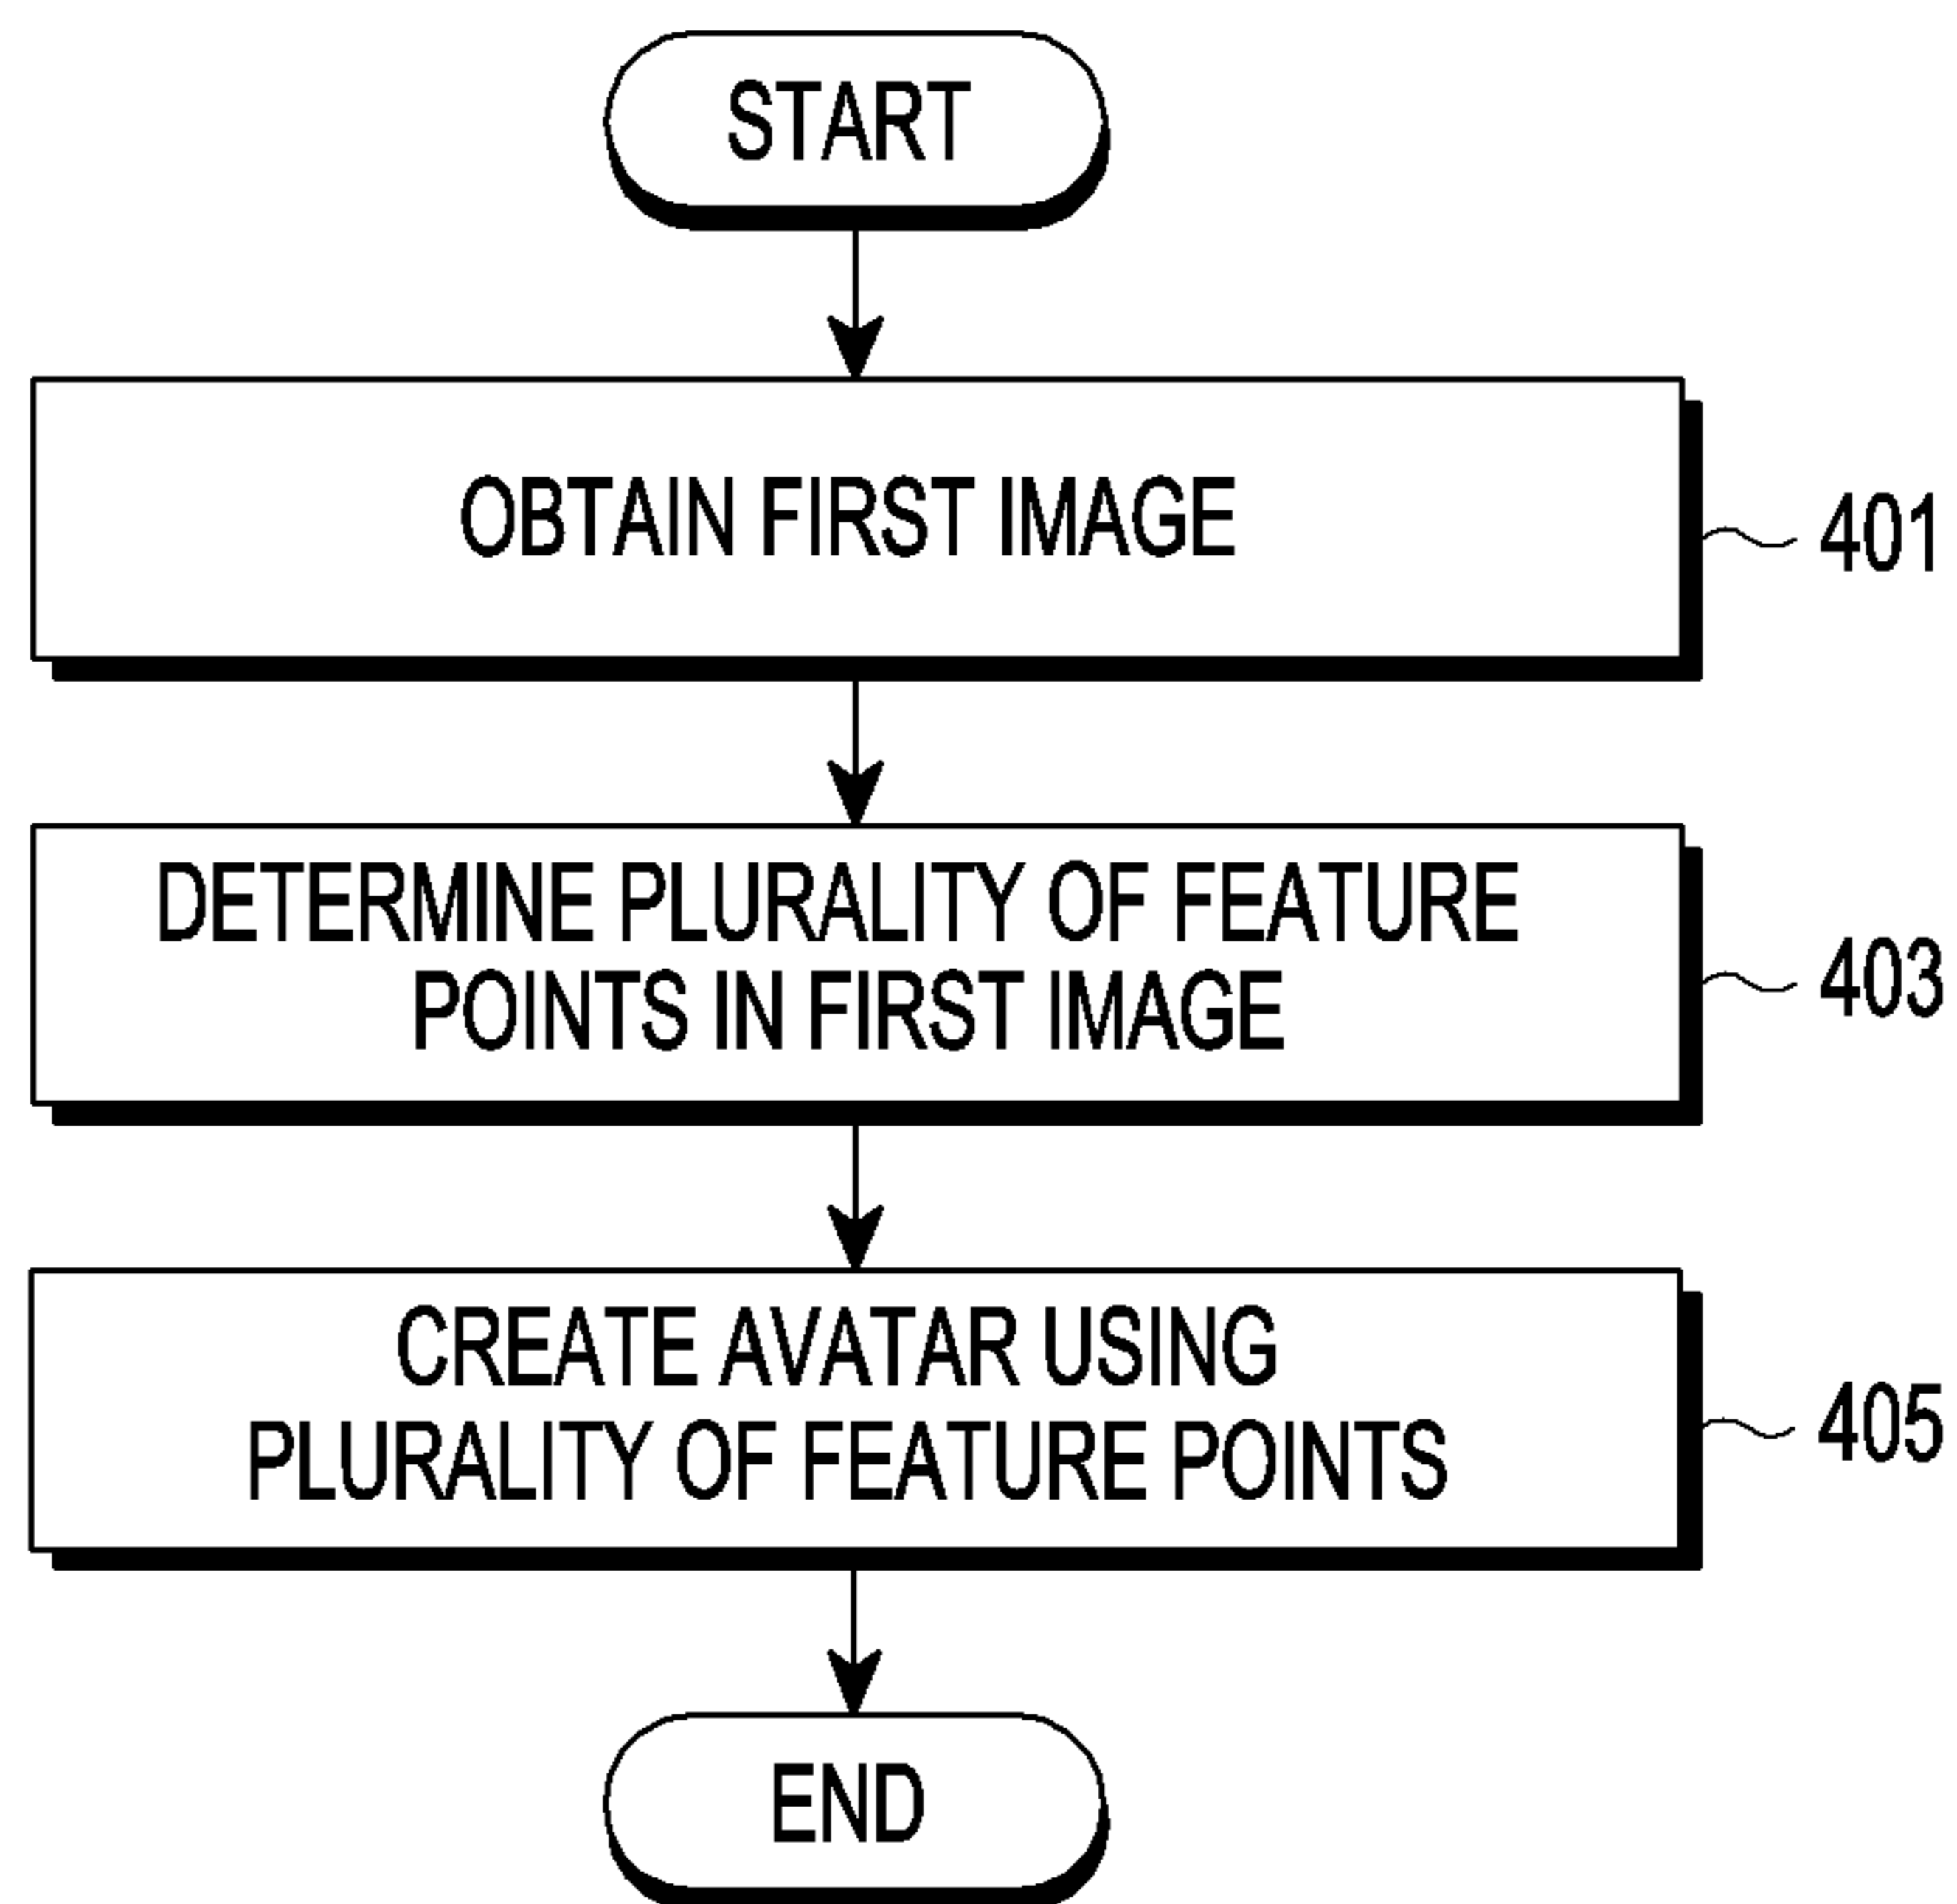 START
OBTAIN FIRST IMAGE
401
DETERMINE PLURALITY OF FEATURE
POINTS IN FIRST IMAGE
403
CREATE AVATAR USING
PLURALITY OF FEATURE POINTS
405
END